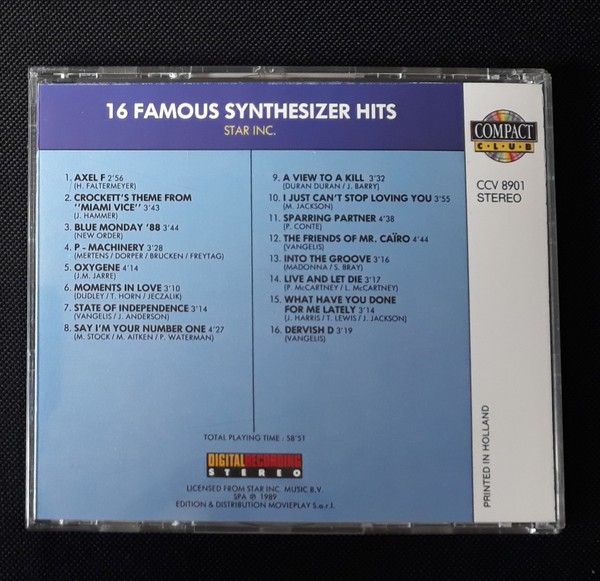 16 FAMOUS SYNTHESIZER HITS
STAR INC.
1. AXEL F 2'56
(H. FALTERMEYER)
2. CROCKETT'S THEME FROM
"MIAMI VICE" 3'43
(J. HAMMER)
3. BLUE MONDAY '88 3'44
(NEW ORDER)
4. P - MACHINERY 3'28
(MERTENS / DORPER / BRUCKEN / FREYTAG)
5. OXYGENE 4'14
(J.M. JARRE)
6. MOMENTS IN LOVE 3'10
(DUDLEY / T. HORN / JECZALIK)
7. STATE OF INDEPENDENCE 3'14
(VANGELIS / J. ANDERSON)
8. SAY I'M YOUR NUMBER ONE 4'27
(M. STOCK / M. AITKEN / P. WATERMAN)
9. A VIEW TO A KILL 3'32
(DURAN DURAN / J. BARRY)
10. I JUST CAN'T STOP LOVING YOU 3'55
(M. JACKSON)
11. SPARRING PARTNER 4'38
(P. CONTE)
12. THE FRIENDS OF MR. CAÏRO 4'44
(VANGELIS)
13. INTO THE GROOVE 3'16
(MADONNA / S. BRAY)
14. LIVE AND LET DIE 3'17
(P. McCARTNEY / L. McCARTNEY)
15. WHAT HAVE YOU DONE
FOR ME LATELY 3'14
(J. HARRIS / T. LEWIS / J. JACKSON)
16. DERVISH D 3'19
(VANGELIS)
TOTAL PLAYING TIME : 58'51
DIGITAL RECORDING
STEREO
LICENSED FROM STAR INC. MUSIC B.V.
SPA ℗ 1989
EDITION & DISTRIBUTION MOVIEPLAY S.a.r.l.
COMPACT
CLUB
CCV 8901
STEREO
PRINTED IN HOLLAND